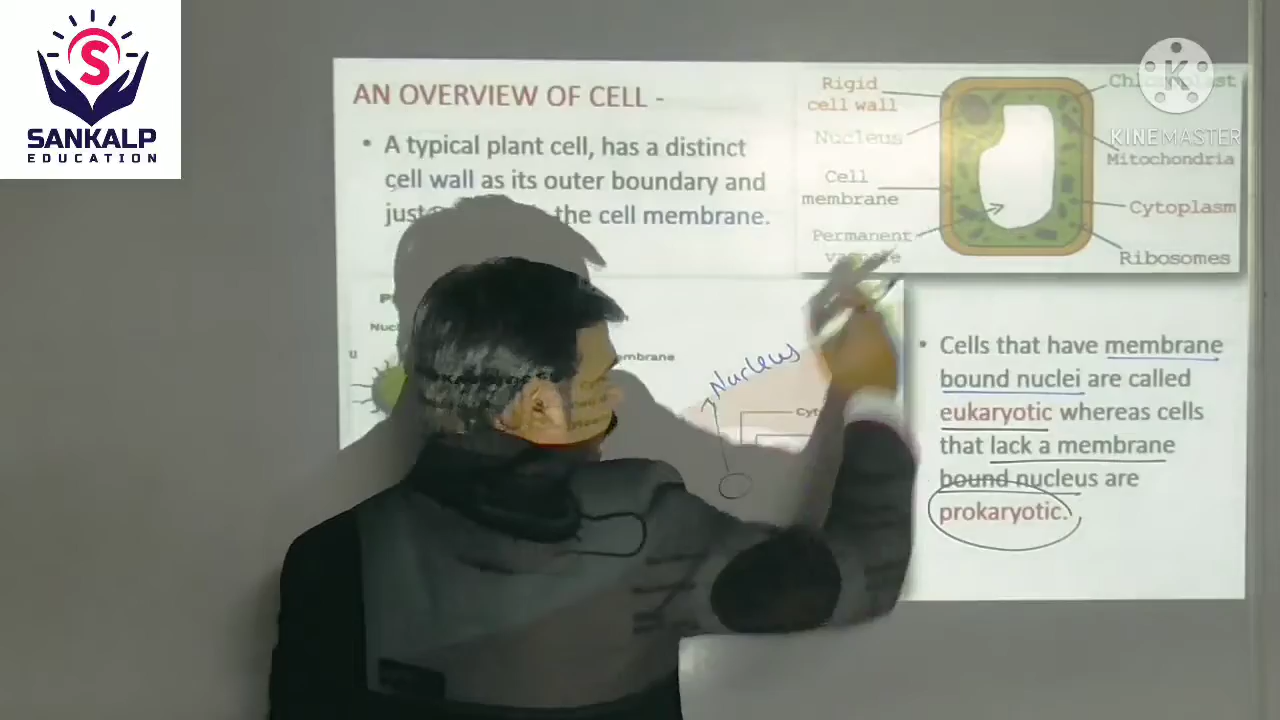 S
SANKALP
EDUCATION
AN OVERVIEW OF CELL -
• A typical plant cell, has a distinct
cell wall as its outer boundary and
just the cell membrane.
Rigid
cell wall
Nucleus
Cell
membrane
Permanent
K
KINEMASTER
Mitochondria
Cytoplasm
Ribosomes
Nucleus
• Cells that have membrane
bound nuclei are called
eukaryotic whereas cells
that lack a membrane
bound nucleus are
prokaryotic.